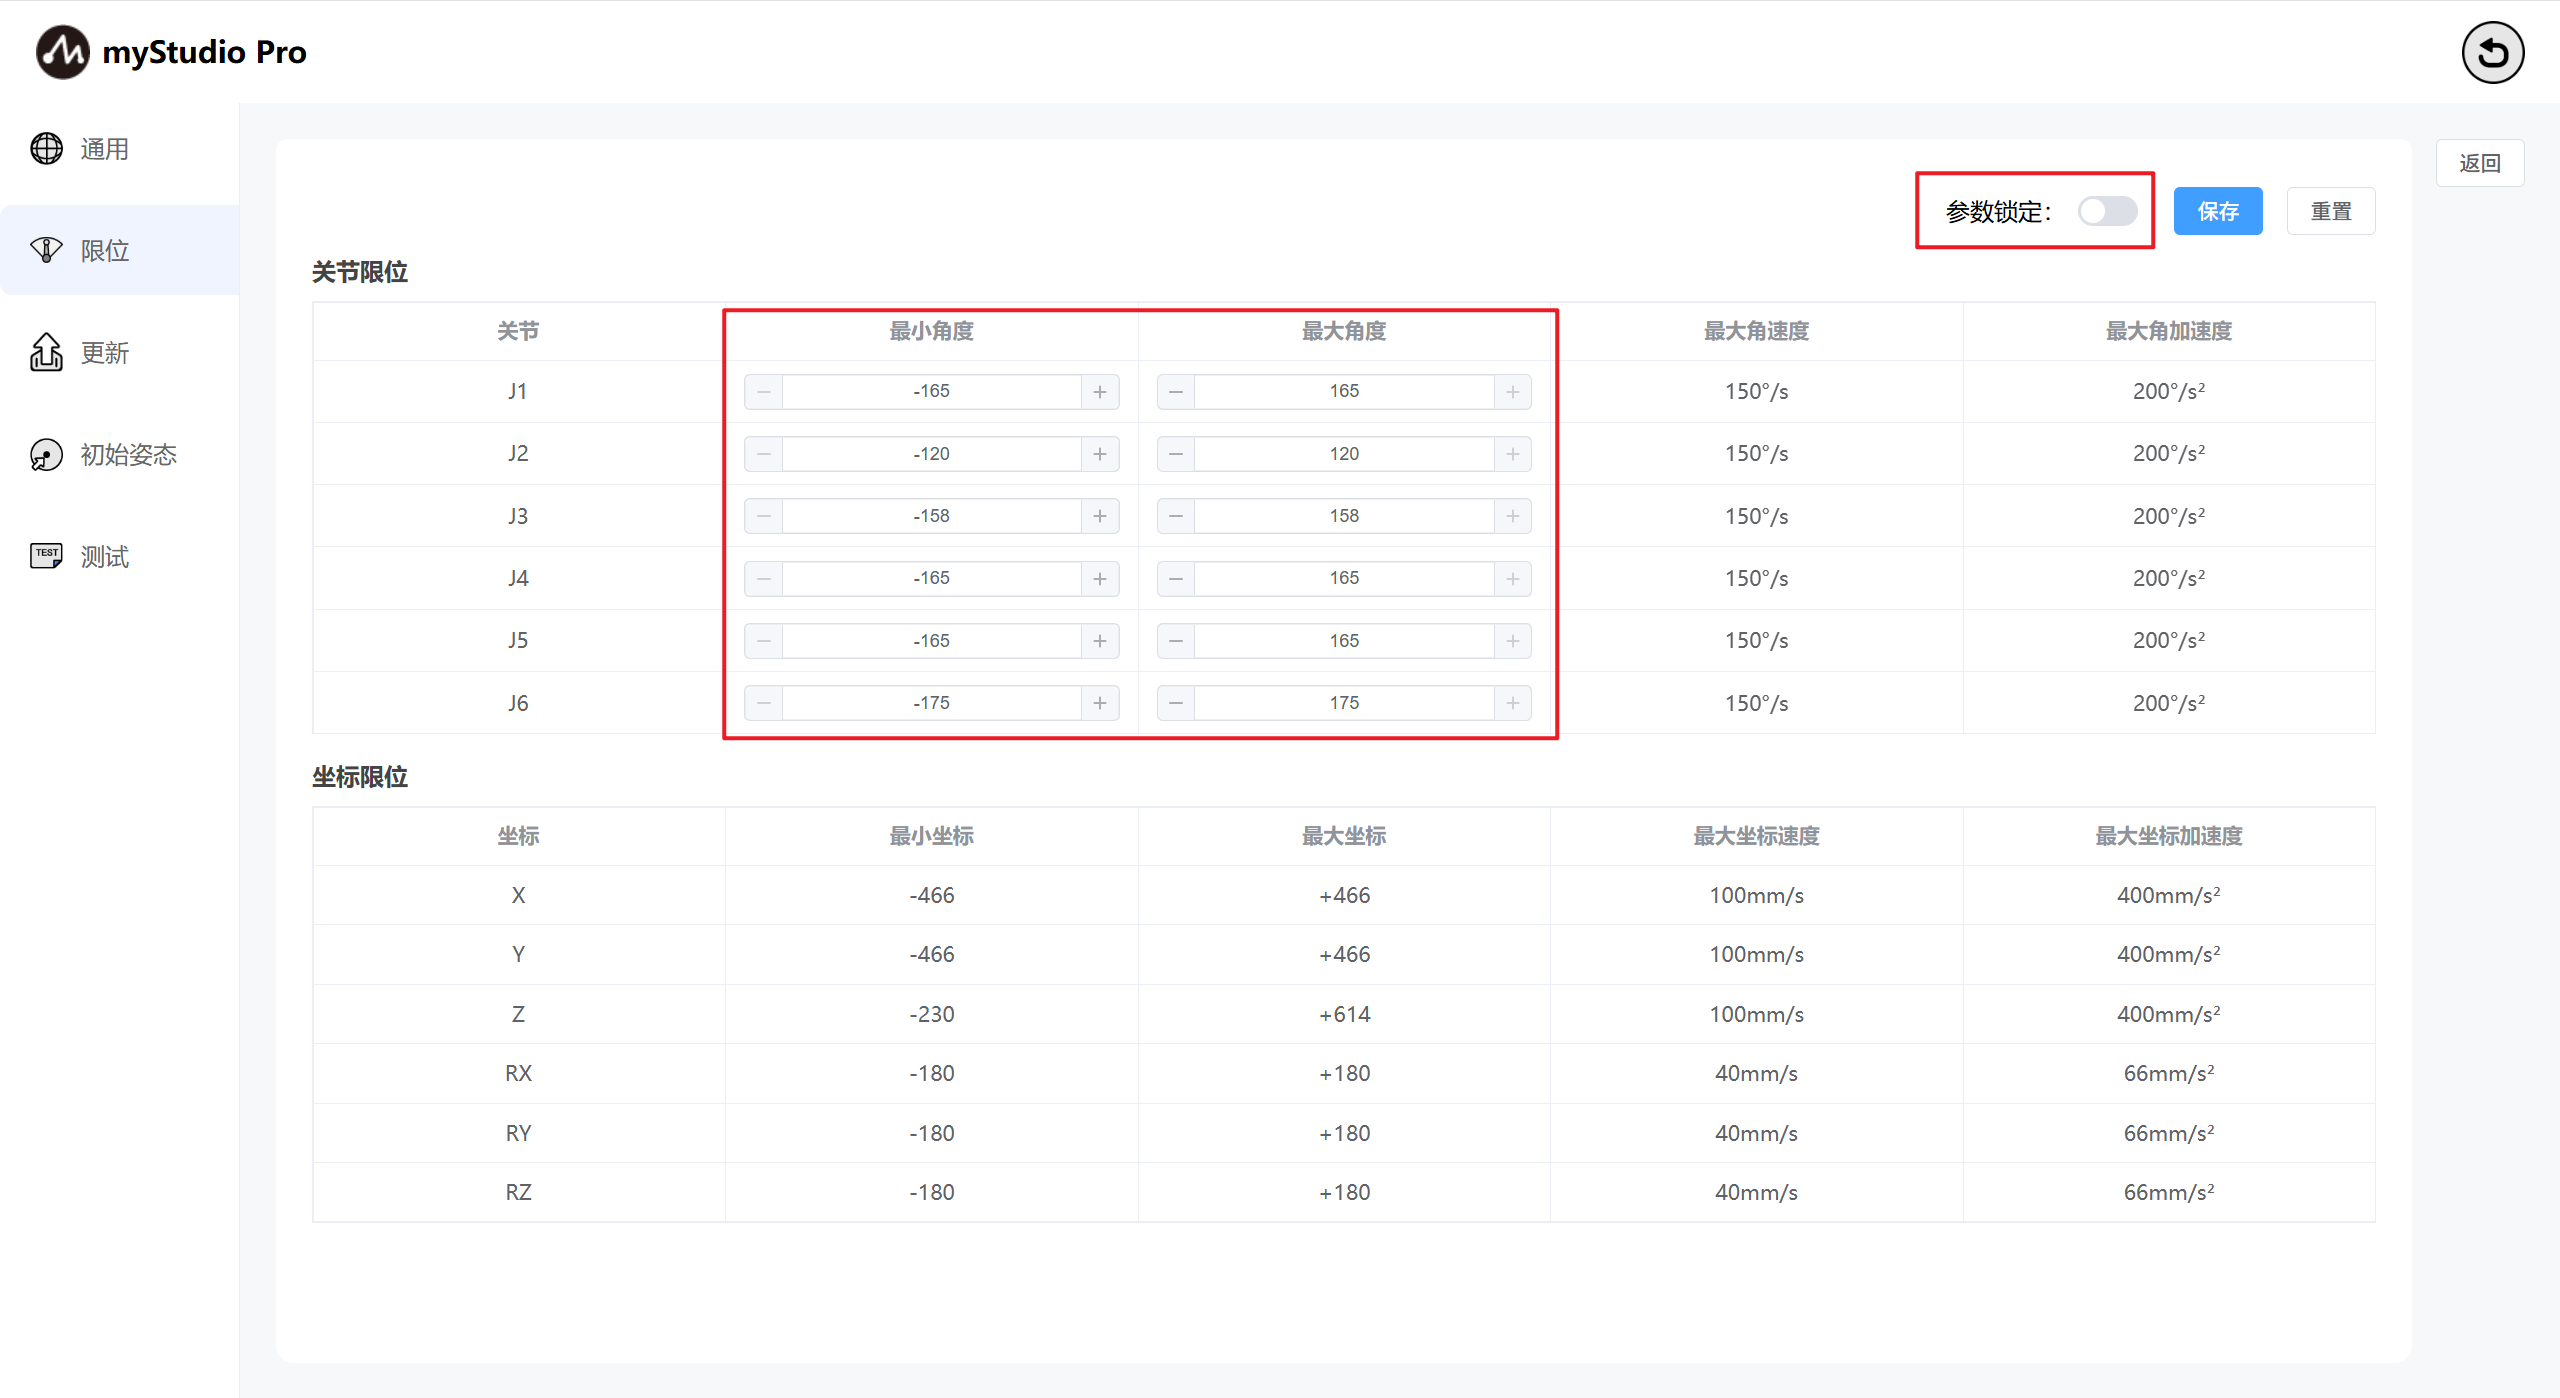 myStudio Pro
通用
限位
更新
初始姿态
TEST 测试
返回
参数锁定： 保存 重置
关节限位
关节 最小角度 最大角度 最大角速度 最大角加速度
J1 -165 165 150°/s 200°/s²
J2 -120 120 150°/s 200°/s²
J3 -158 158 150°/s 200°/s²
J4 -165 165 150°/s 200°/s²
J5 -165 165 150°/s 200°/s²
J6 -175 175 150°/s 200°/s²
坐标限位
坐标 最小坐标 最大坐标 最大坐标速度 最大坐标加速度
X -466 +466 100mm/s 400mm/s²
Y -466 +466 100mm/s 400mm/s²
Z -230 +614 100mm/s 400mm/s²
RX -180 +180 40mm/s 66mm/s²
RY -180 +180 40mm/s 66mm/s²
RZ -180 +180 40mm/s 66mm/s²